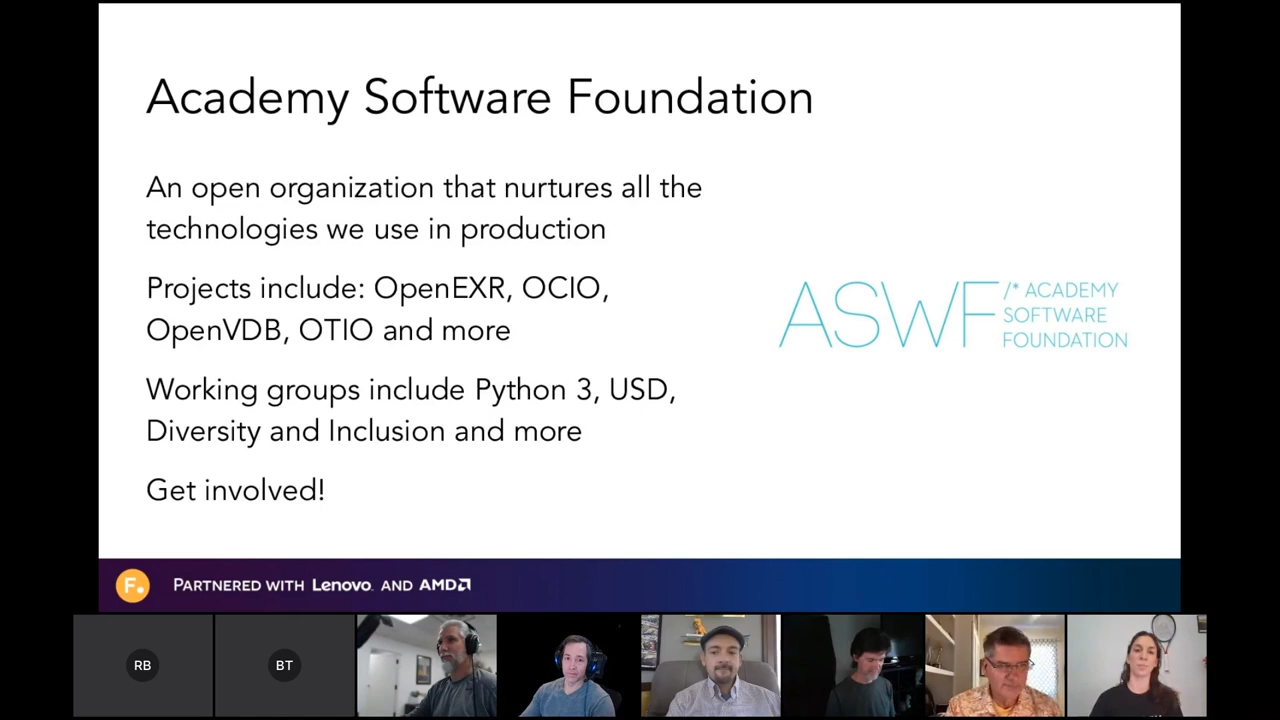 Academy Software Foundation
An open organization that nurtures all the
technologies we use in production
Projects include: OpenEXR, OCIO,
OpenVDB, OTIO and more
Working groups include Python 3, USD,
Diversity and Inclusion and more
Get involved!
ASWF /* ACADEMY
SOFTWARE
FOUNDATION
F. PARTNERED WITH Lenovo. AND AMD
RB
BT